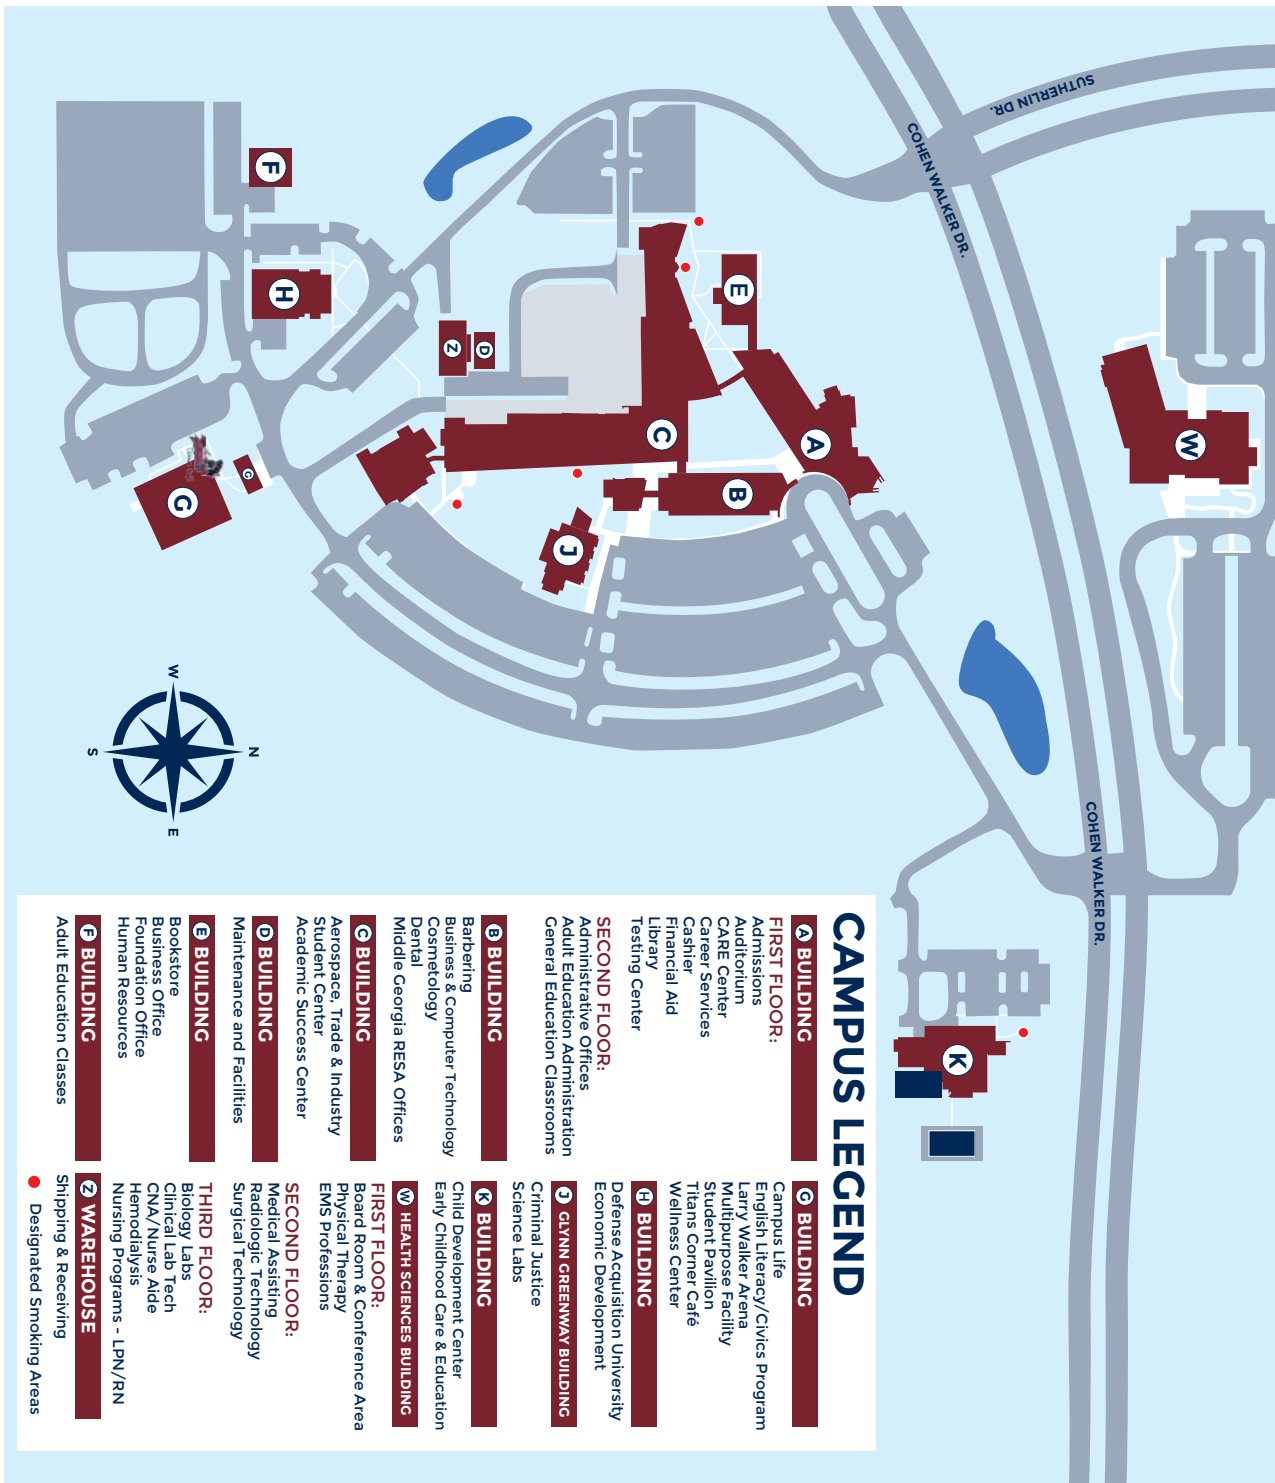 SUTHERLIN DR.
COHEN WALKER DR.
COHEN WALKER DR.
F
H
G
G
Z
D
E
C
A
B
J
W
K
N
E
S
W
CAMPUS LEGEND
A BUILDING
FIRST FLOOR:
Admissions
Auditorium
CARE Center
Career Services
Cashier
Financial Aid
Library
Testing Center
SECOND FLOOR:
Administrative Offices
Adult Education Administration
General Education Classrooms
B BUILDING
Barbering
Business & Computer Technology
Cosmetology
Dental
Middle Georgia RESA Offices
C BUILDING
Aerospace, Trade & Industry
Student Center
Academic Success Center
D BUILDING
Maintenance and Facilities
E BUILDING
Bookstore
Business Office
Foundation Office
Human Resources
F BUILDING
Adult Education Classes
G BUILDING
Campus Life
English Literacy/Civics Program
Larry Walker Arena
Multipurpose Facility
Student Pavilion
Titans Corner Café
Wellness Center
H BUILDING
Defense Acquisition University
Economic Development
J GLYNN GREENWAY BUILDING
Criminal Justice
Science Labs
K BUILDING
Child Development Center
Early Childhood Care & Education
W HEALTH SCIENCES BUILDING
FIRST FLOOR:
Board Room & Conference Area
Physical Therapy
EMS Professions
SECOND FLOOR:
Medical Assisting
Radiologic Technology
Surgical Technology
THIRD FLOOR:
Biology Labs
Clinical Lab Tech
CNA/Nurse Aide
Hemodialysis
Nursing Programs - LPN/RN
Z WAREHOUSE
Shipping & Receiving
Designated Smoking Areas